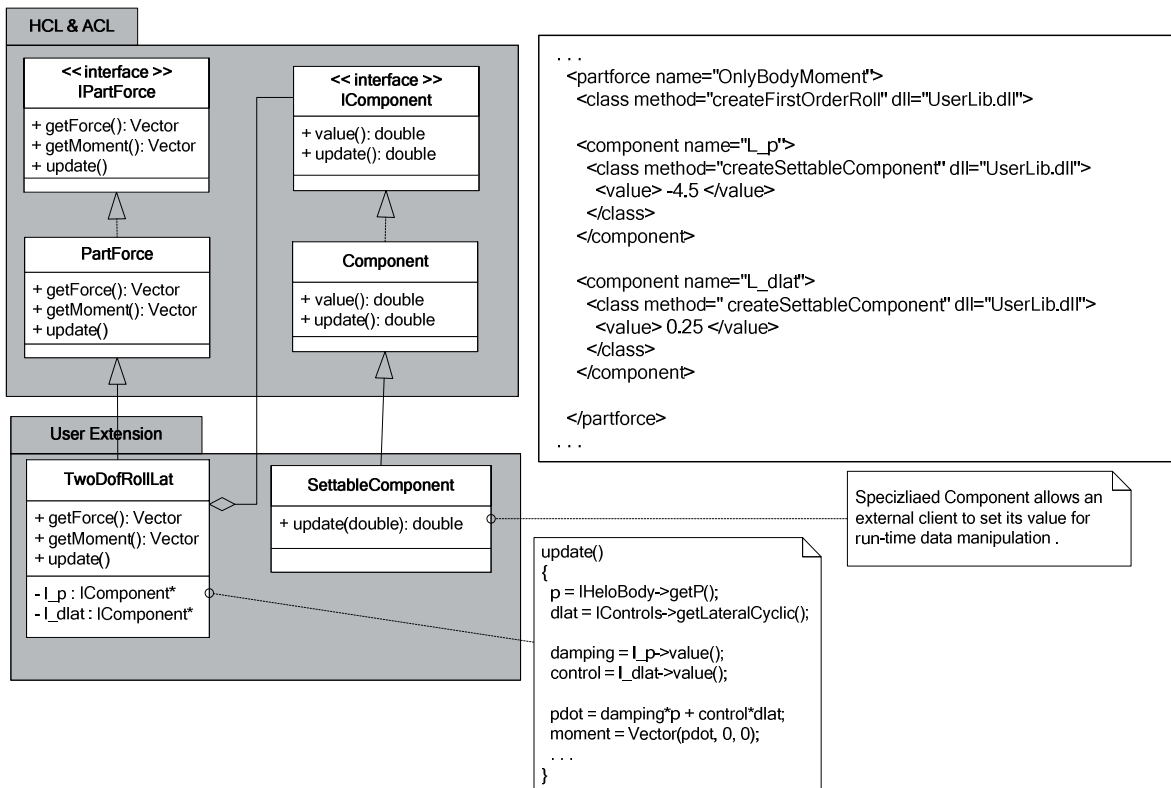 HCL & ACL
<< interface >>
IPartForce
+ getForce(): Vector
+ getMoment(): Vector
+ update()
<< interface >>
IComponent
+ value(): double
+ update(): double
PartForce
+ getForce(): Vector
+ getMoment(): Vector
+ update()
Component
+ value(): double
+ update(): double
User Extension
TwoDofRollLat
+ getForce(): Vector
+ getMoment(): Vector
+ update()
- l_p : IComponent*
- l_dlat : IComponent*
SettableComponent
+ update(double): double
. . .
<partforce name="OnlyBodyMoment">
<class method="createFirstOrderRoll" dll="UserLib.dll">
<component name="L_p">
<class method="createSettableComponent" dll="UserLib.dll">
<value> -4.5 </value>
</class>
</component>
<component name="L_dlat">
<class method=" createSettableComponent" dll="UserLib.dll">
<value> 0.25 </value>
</class>
</component>
</partforce>
. . .
Specizliaed Component allows an
external client to set its value for
run-time data manipulation .
update()
{
p = IHeloBody->getP();
dlat = IControls->getLateralCyclic();
damping = l_p->value();
control = l_dlat->value();
pdot = damping*p + control*dlat;
moment = Vector(pdot, 0, 0);
. . .
}